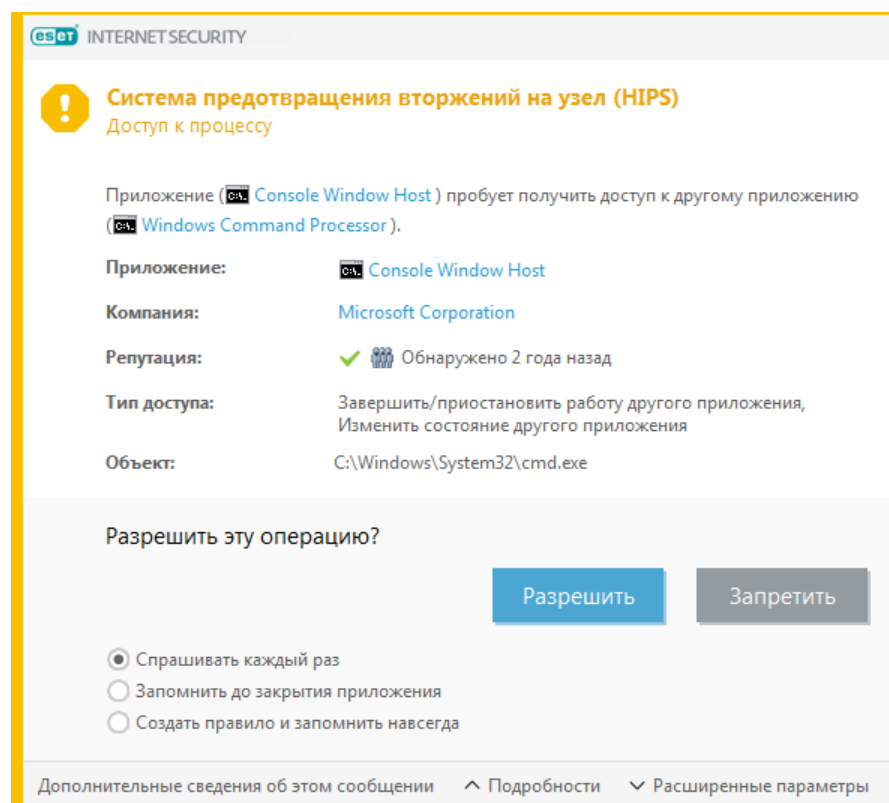 eset INTERNET SECURITY
Система предотвращения вторжений на узел (HIPS)
Доступ к процессу
Приложение ( Console Window Host ) пробует получить доступ к другому приложению
( Windows Command Processor ).
Приложение: Console Window Host
Компания: Microsoft Corporation
Репутация: Обнаружено 2 года назад
Тип доступа: Завершить/приостановить работу другого приложения,
Изменить состояние другого приложения
Объект: C:\Windows\System32\cmd.exe
Разрешить эту операцию?
Разрешить Запретить
Спрашивать каждый раз
Запомнить до закрытия приложения
Создать правило и запомнить навсегда
Дополнительные сведения об этом сообщении Подробности Расширенные параметры